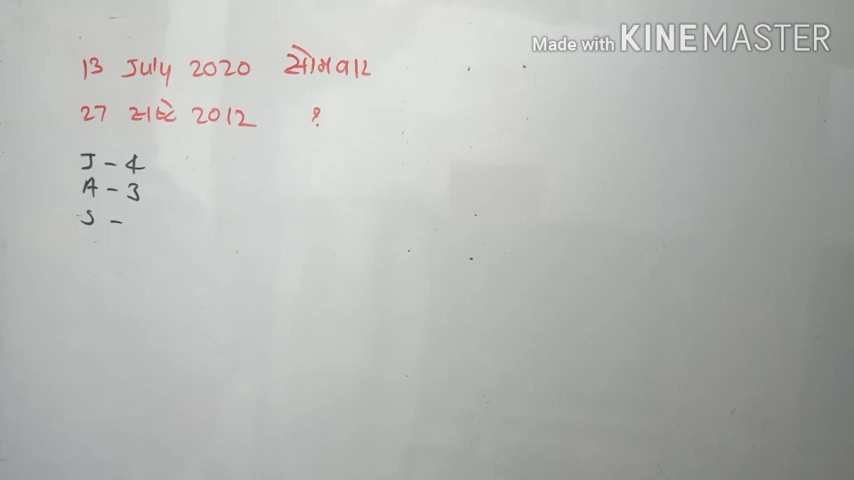 Made with KINEMASTER
13 July 2020 સોમવાર
27 2012 ?
J - 4
A - 3
S -